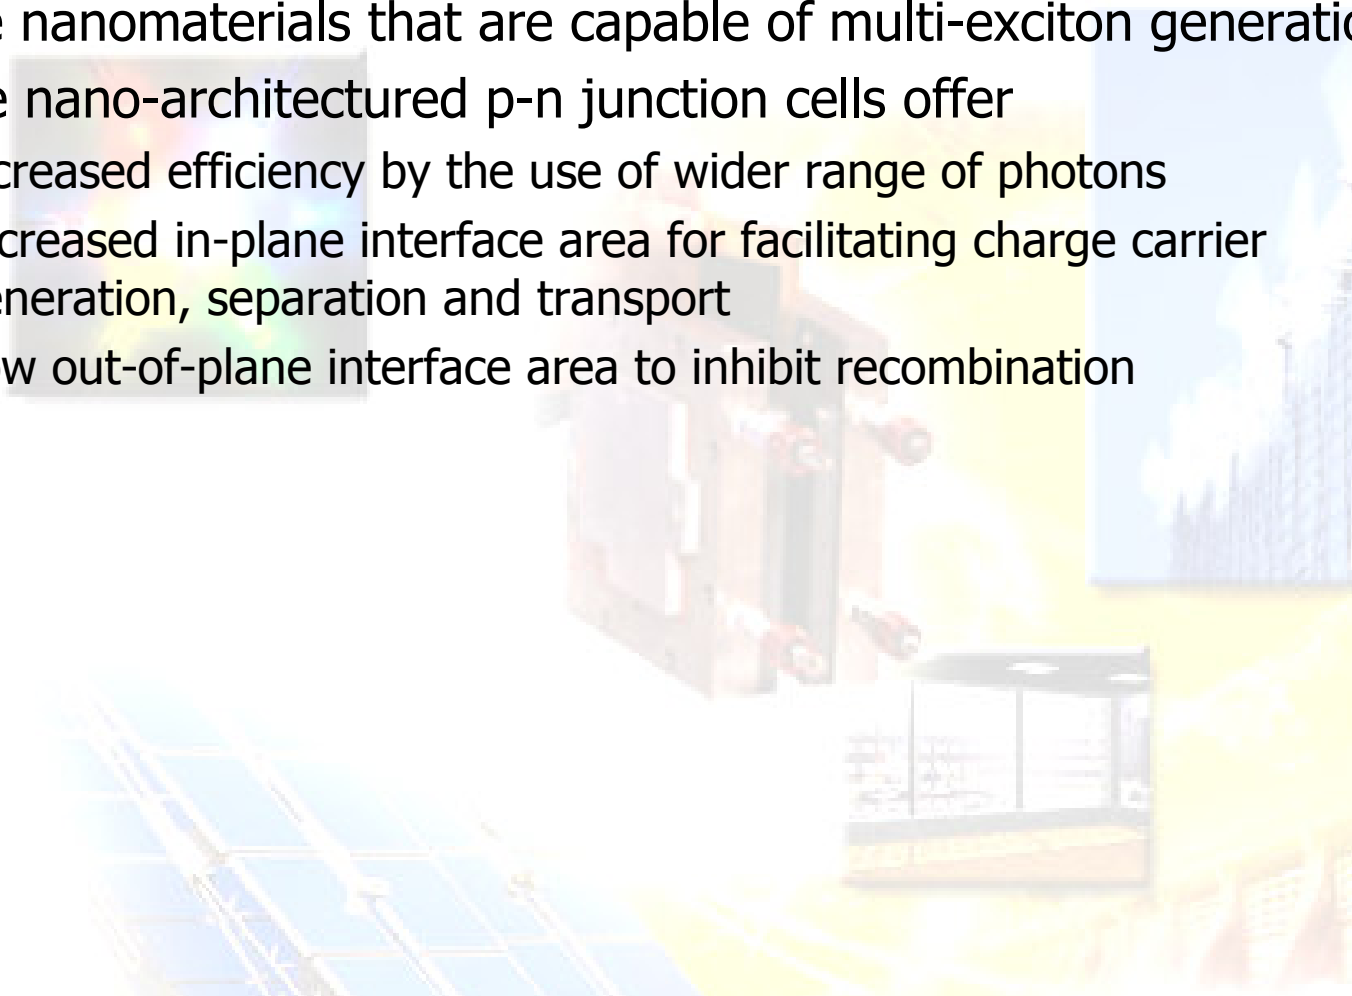 e nanomaterials that are capable of multi-exciton generatio
e nano-architectured p-n junction cells offer
creased efficiency by the use of wider range of photons
creased in-plane interface area for facilitating charge carrier
eneration, separation and transport
ow out-of-plane interface area to inhibit recombination